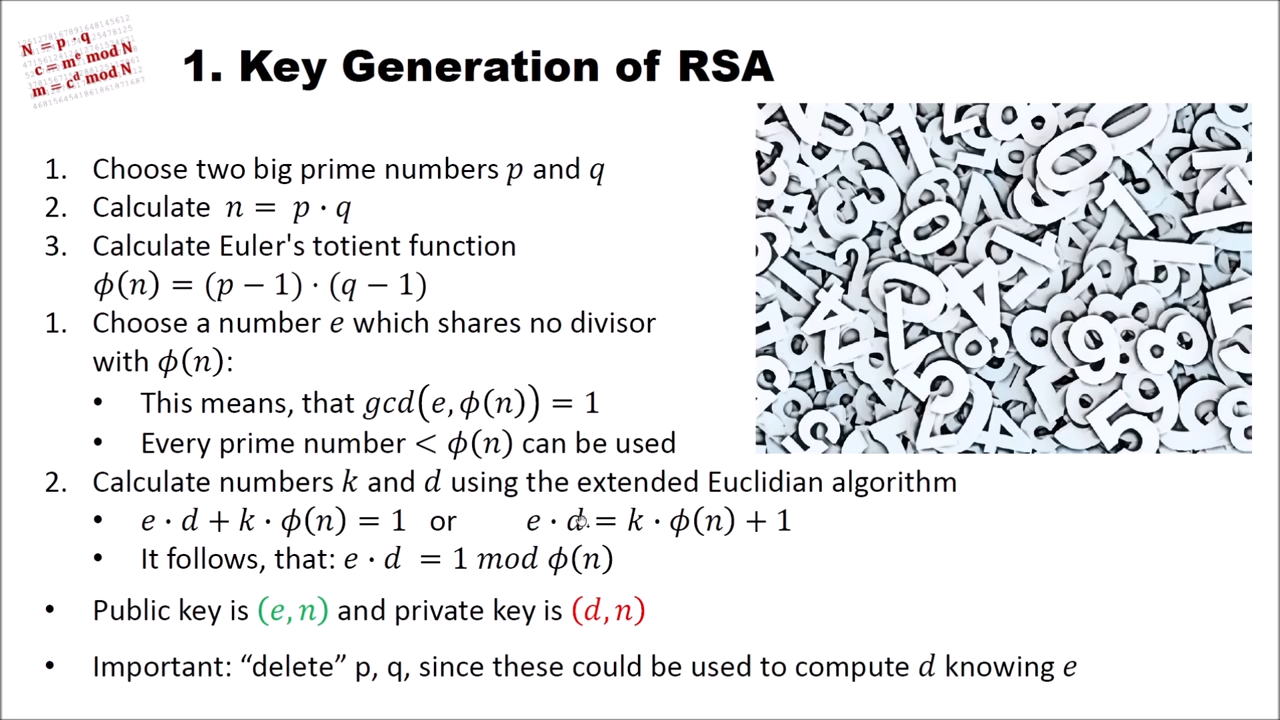 N = p · q
c = mᵉ mod N
m = cᵈ mod N
1. Key Generation of RSA
1. Choose two big prime numbers p and q
2. Calculate n = p · q
3. Calculate Euler's totient function
ϕ(n) = (p − 1) · (q − 1)
1. Choose a number e which shares no divisor
with ϕ(n):
• This means, that gcd(e, ϕ(n)) = 1
• Every prime number < ϕ(n) can be used
2. Calculate numbers k and d using the extended Euclidian algorithm
• e · d + k · ϕ(n) = 1 or e · d = k · ϕ(n) + 1
• It follows, that: e · d = 1 mod ϕ(n)
• Public key is (e, n) and private key is (d, n)
• Important: “delete” p, q, since these could be used to compute d knowing e